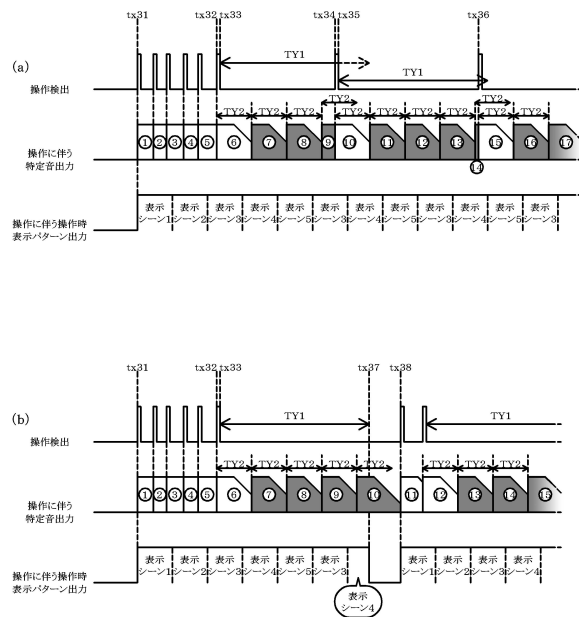 tx31 tx32 tx33 tx34 tx35 tx36
(a)
操作検出
TY1
TY1
TY2 TY2 TY2 TY2 TY2 TY2 TY2 TY2 TY2 TY2
操作に伴う
特定音出力
① ② ③ ④ ⑤ ⑥ ⑦ ⑧ ⑨ ⑩ ⑪ ⑫ ⑬ ⑭ ⑮ ⑯ ⑰
操作に伴う操作時
表示パターン出力
表示 表示 表示 表示 表示 表示 表示 表示 表示 表示 表示 表示
シーン1 シーン2 シーン3 シーン4 シーン5 シーン3 シーン4 シーン5 シーン3 シーン4 シーン5 シーン3
tx31 tx32 tx33 tx37 tx38
(b)
操作検出
TY1
TY1
TY2 TY2 TY2 TY2 TY2 TY2 TY2 TY2
操作に伴う
特定音出力
① ② ③ ④ ⑤ ⑥ ⑦ ⑧ ⑨ ⑩ ⑪ ⑫ ⑬ ⑭ ⑮
操作に伴う操作時
表示パターン出力
表示 表示 表示 表示 表示 表示 表示 表示 表示 表示
シーン1 シーン2 シーン3 シーン4 シーン5 シーン3 シーン1 シーン2 シーン3 シーン4
表示
シーン4